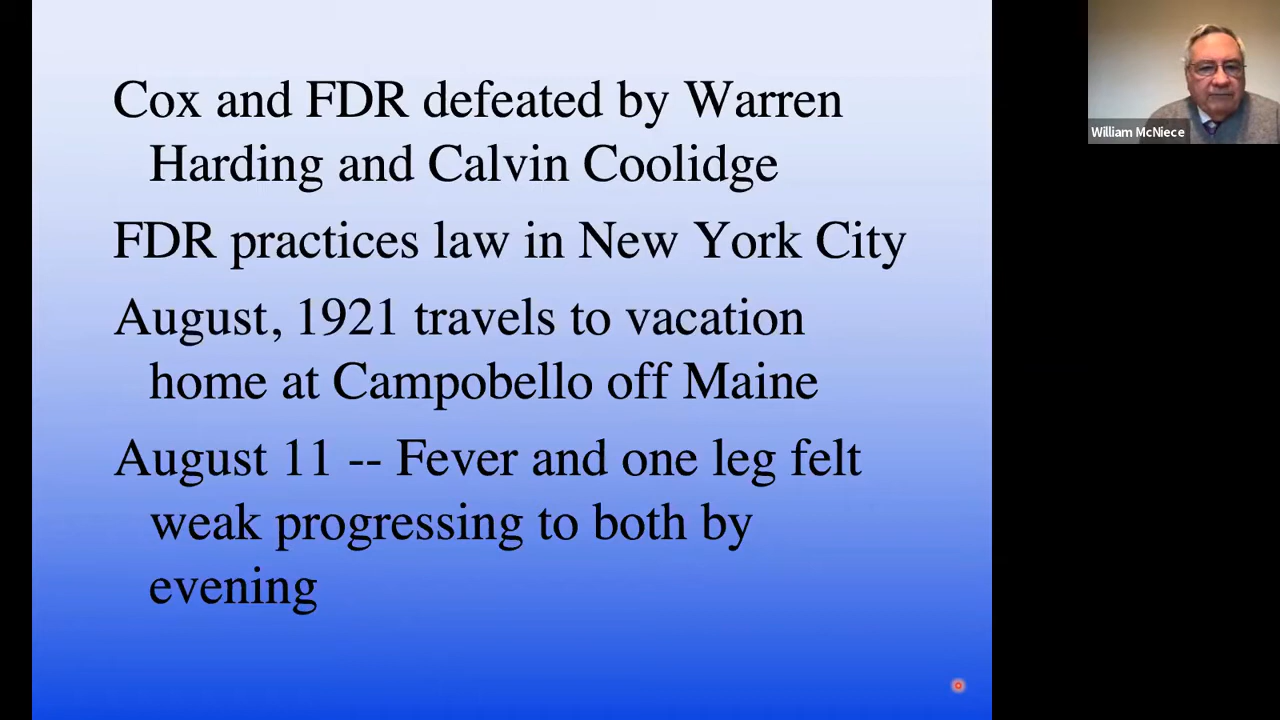 Cox and FDR defeated by Warren
Harding and Calvin Coolidge
FDR practices law in New York City
August, 1921 travels to vacation
home at Campobello off Maine
August 11 -- Fever and one leg felt
weak progressing to both by
evening
William McNiece